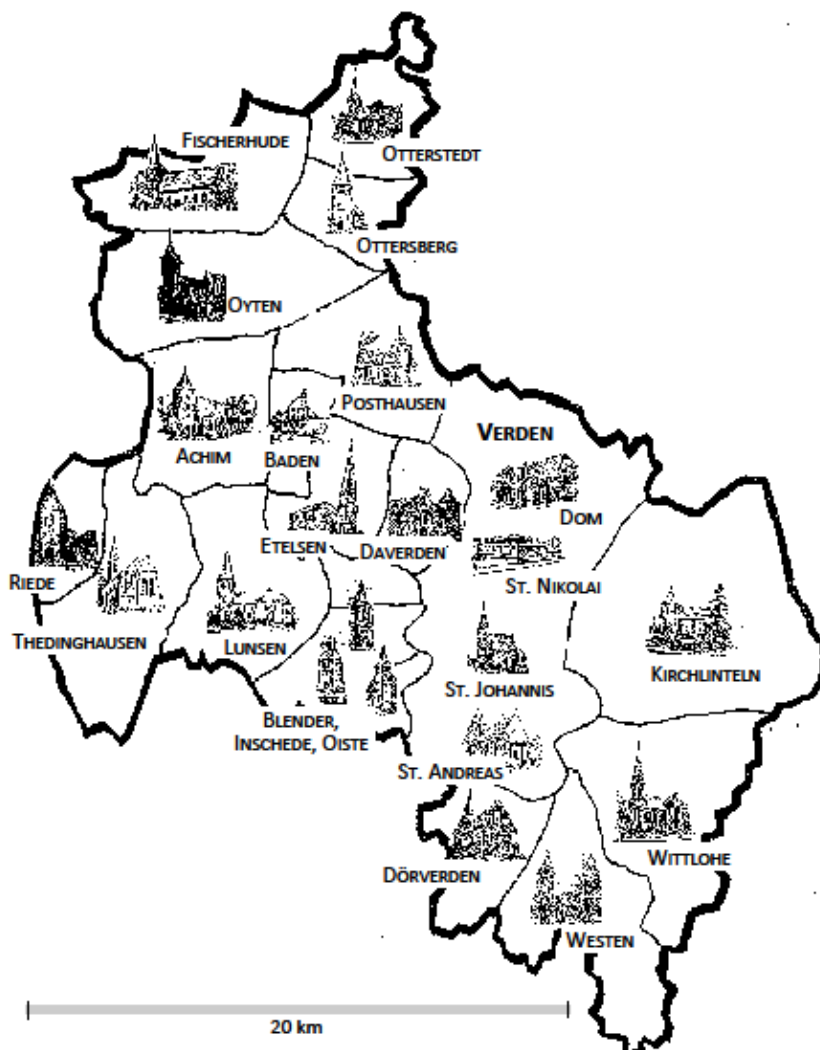 FISCHERHUDE
OTTERSTEDT
OTTERSBERG
OYTEN
POSTHAUSEN
VERDEN
ACHIM
BADEN
DOM
ETELSEN
DAVERDEN
RIEDE
ST. NIKOLAI
THEDINGHAUSEN
LUNSEN
KIRCHLINTELN
ST. JOHANNIS
BLENDER,
INSCHEDE, OISTE
ST. ANDREAS
WITTLOHE
DÖRVERDEN
WESTEN
20 km